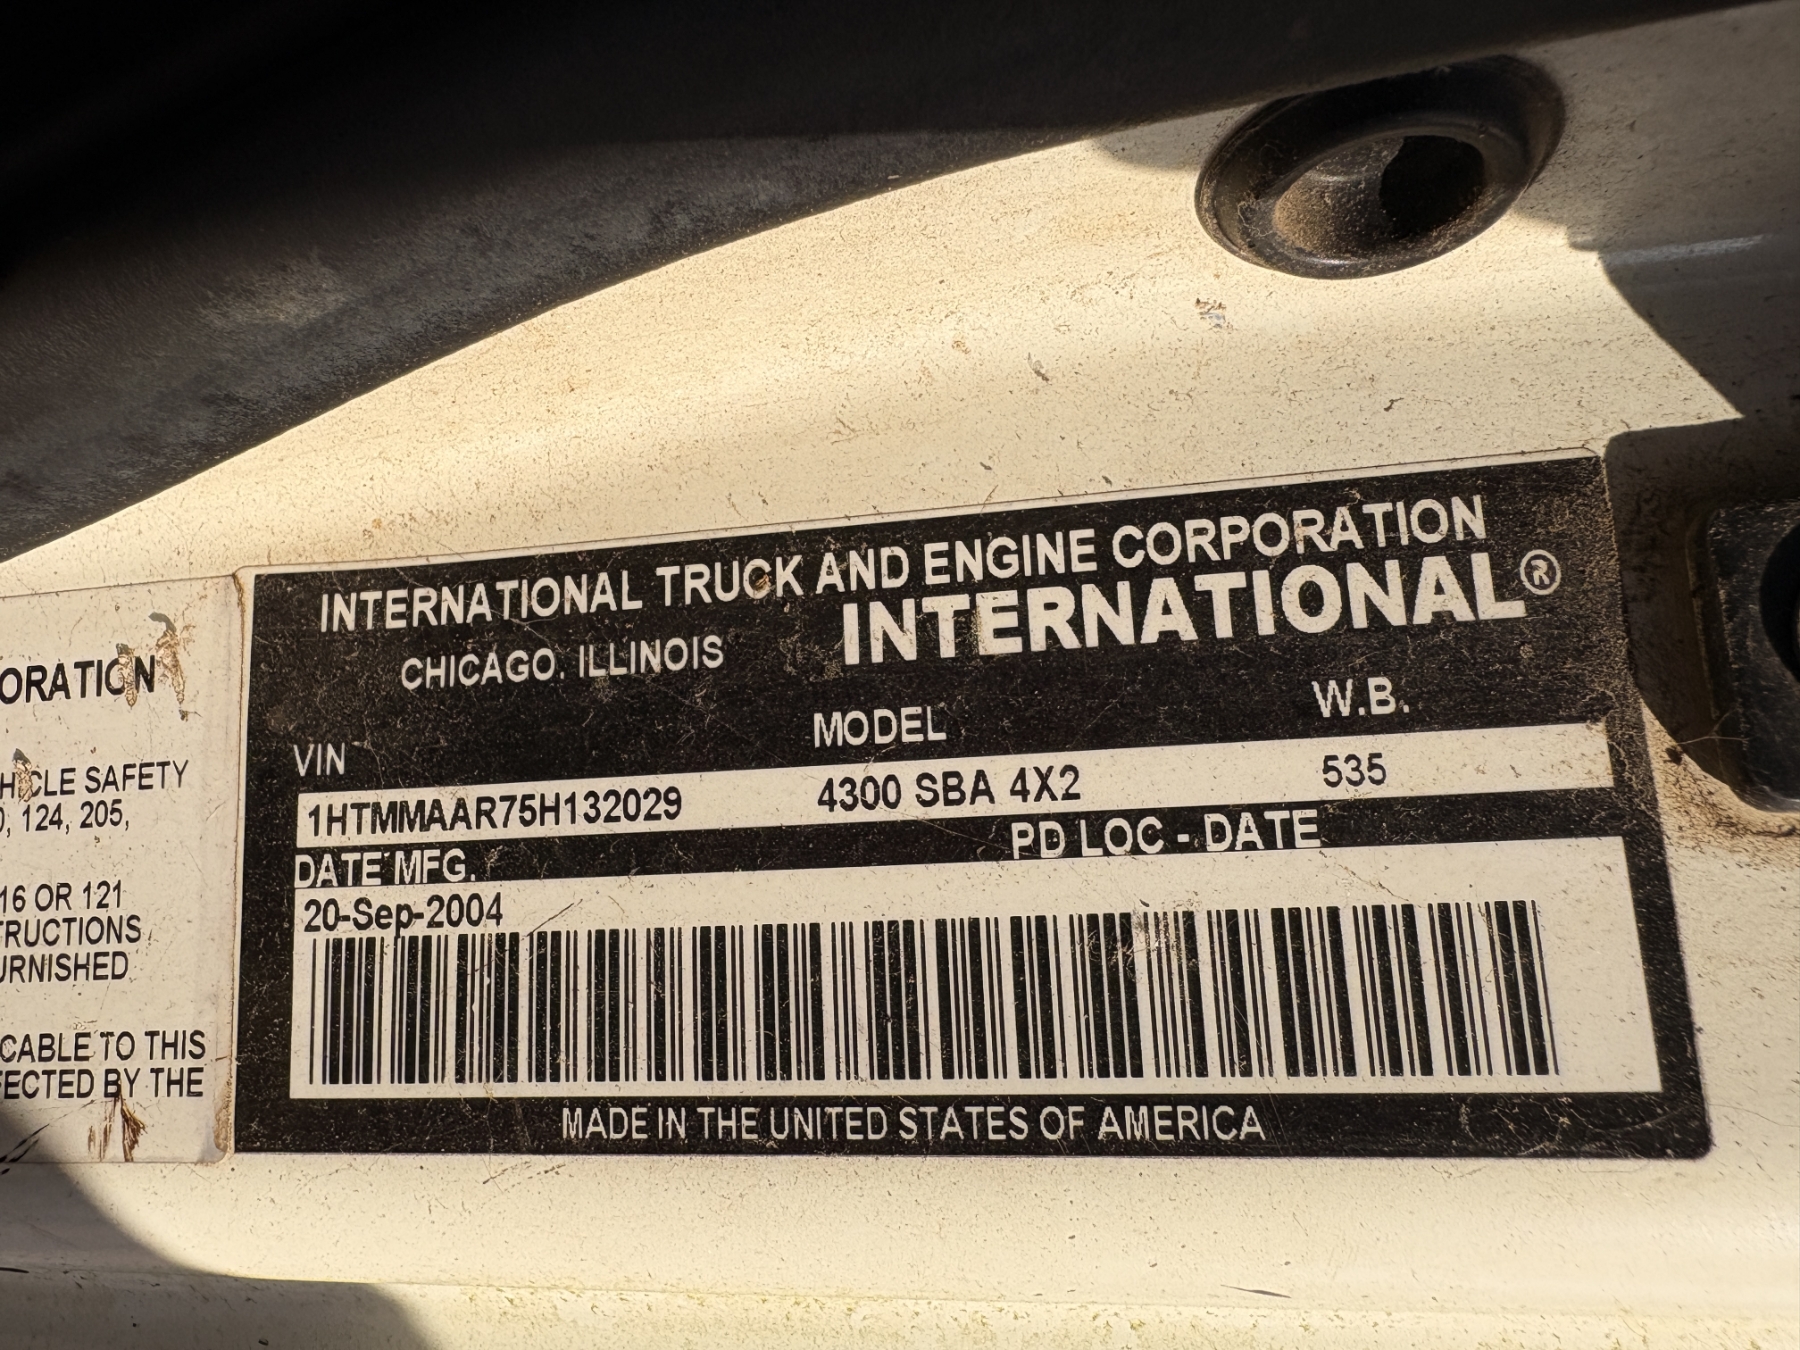 INTERNATIONAL TRUCK AND ENGINE CORPORATION
CHICAGO. ILLINOIS INTERNATIONAL®
VIN MODEL W.B.
1HTMMAAR75H132029 4300 SBA 4X2 535
DATE MFG. PD LOC - DATE
20-Sep-2004
MADE IN THE UNITED STATES OF AMERICA
ORATION
HICLE SAFETY
, 124, 205,
16 OR 121
TRUCTIONS
URNISHED
CABLE TO THIS
FECTED BY THE